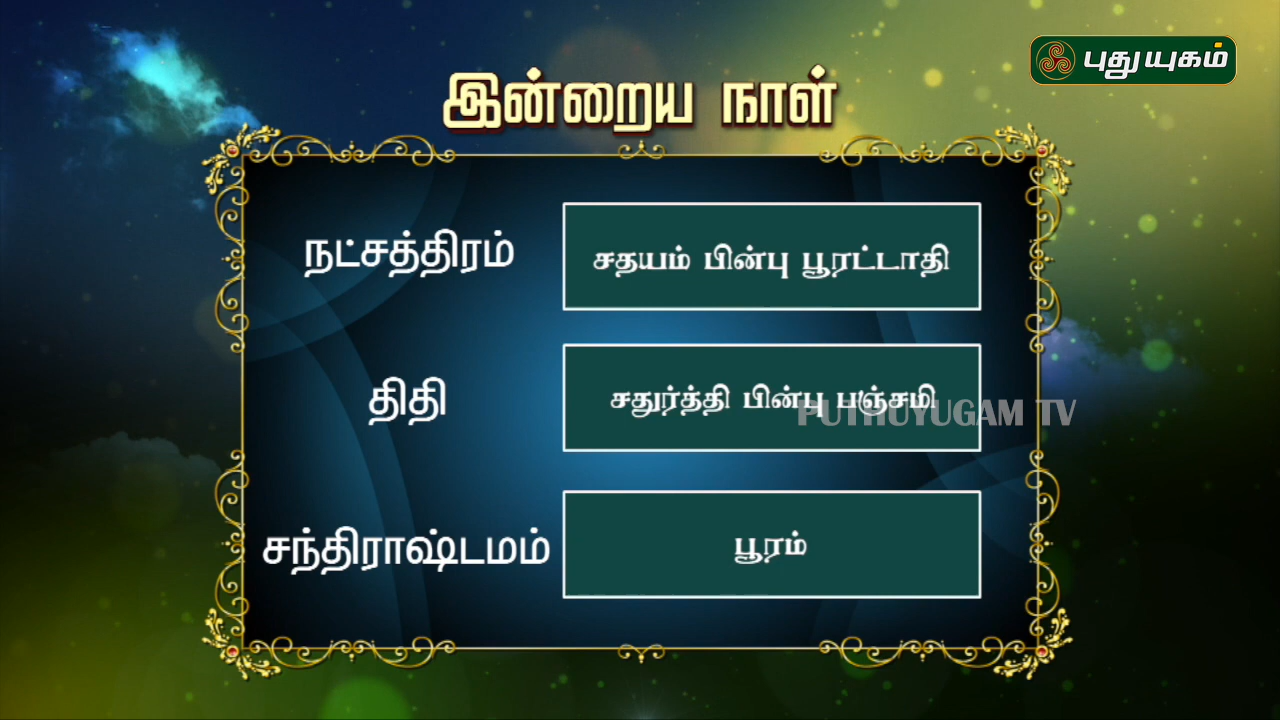 புதுயுகம்
இன்றைய நாள்
நட்சத்திரம்
சதயம் பின்பு பூரட்டாதி
திதி
சதுர்த்தி பின்பு பஞ்சமி
PUTHUYUGAM TV
சந்திராஷ்டமம்
பூரம்